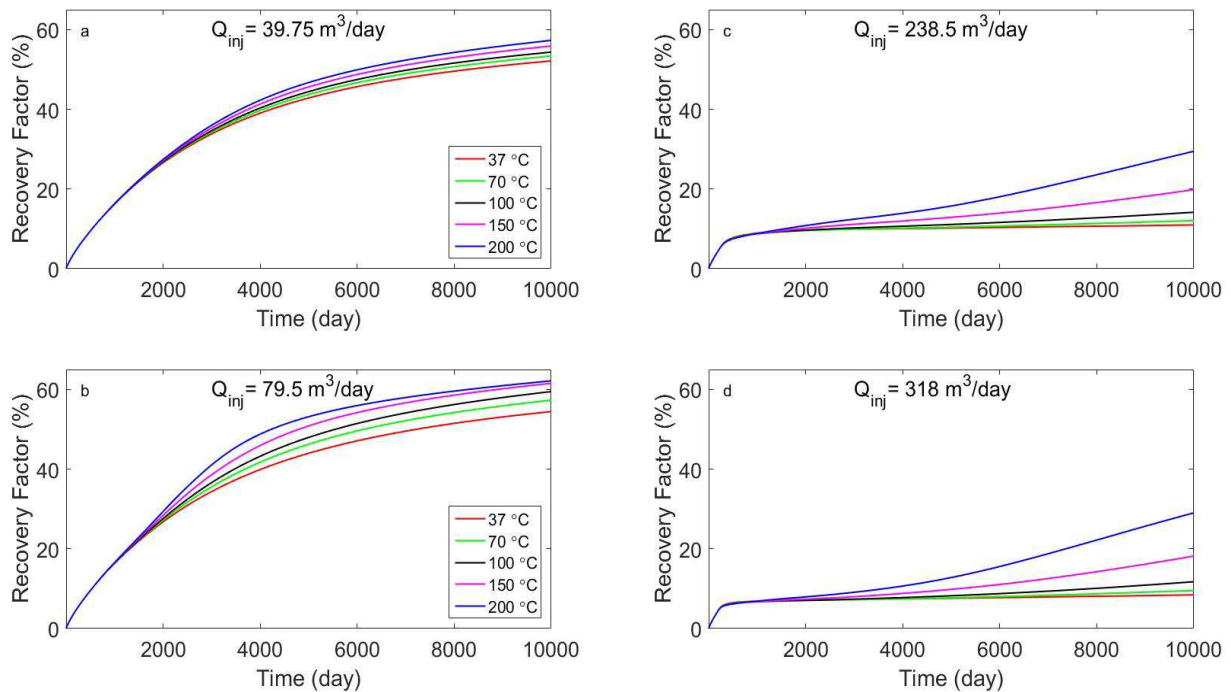 a
Q_inj = 39.75 m^3/day
Recovery Factor (%)
60
40
20
0
2000 4000 6000 8000 10000
Time (day)
37 °C
70 °C
100 °C
150 °C
200 °C
c
Q_inj = 238.5 m^3/day
Recovery Factor (%)
60
40
20
0
2000 4000 6000 8000 10000
Time (day)
b
Q_inj = 79.5 m^3/day
Recovery Factor (%)
60
40
20
0
2000 4000 6000 8000 10000
Time (day)
37 °C
70 °C
100 °C
150 °C
200 °C
d
Q_inj = 318 m^3/day
Recovery Factor (%)
60
40
20
0
2000 4000 6000 8000 10000
Time (day)